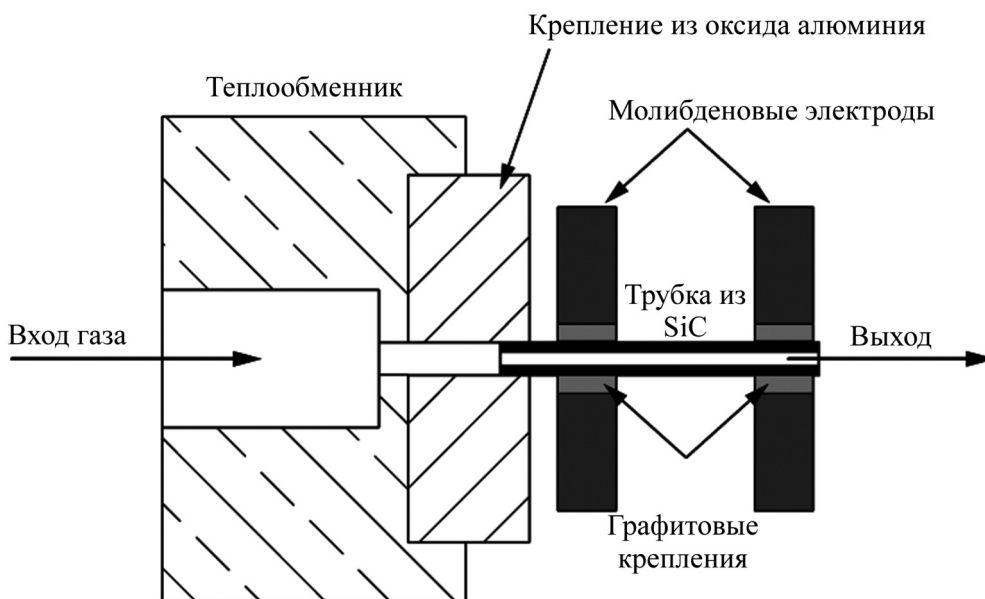 Крепление из оксида алюминия
Теплообменник
Молибденовые электроды
Трубка из
SiC
Вход газа
Выход
Графитовые
крепления